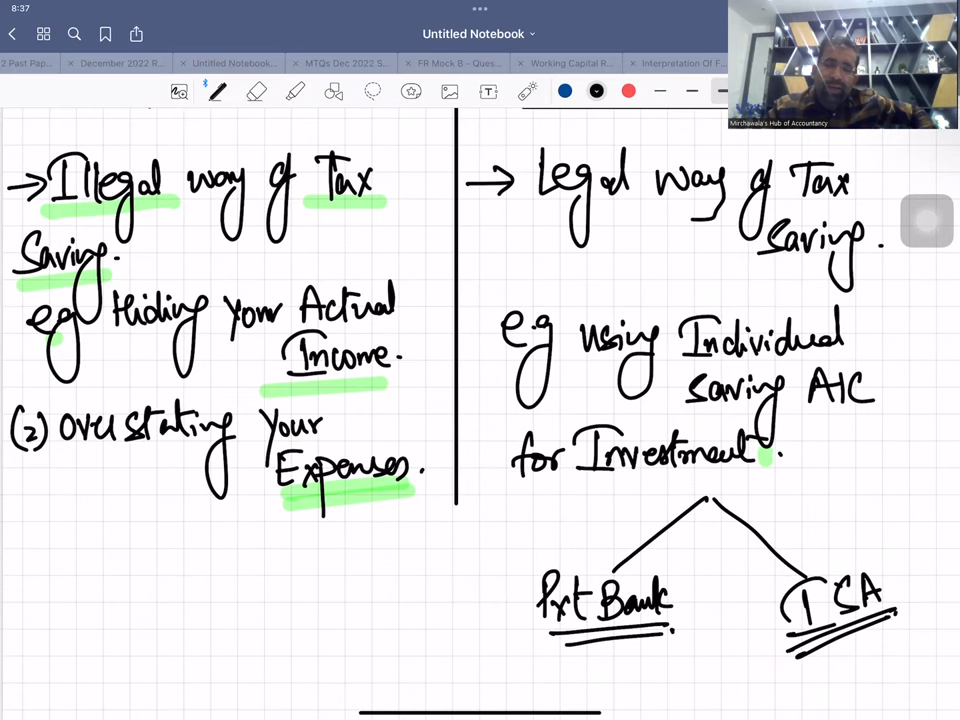 8:37
Untitled Notebook
2 Past Pap...
December 2022 R...
Untitled Notebook...
MTQs Dec 2022 S...
FR Mock B - Ques...
Working Capital R...
Interpretation Of F...
Mirchawala's Hub of Accountancy
→ Illegal way of Tax
Saving.
eg Hiding your Actual
Income.
(2) Overstating your
Expenses.
→ Legal way of Tax
Saving.
e.g using Individual
saving A/C
for Investment.
Pvt Bank
ISA